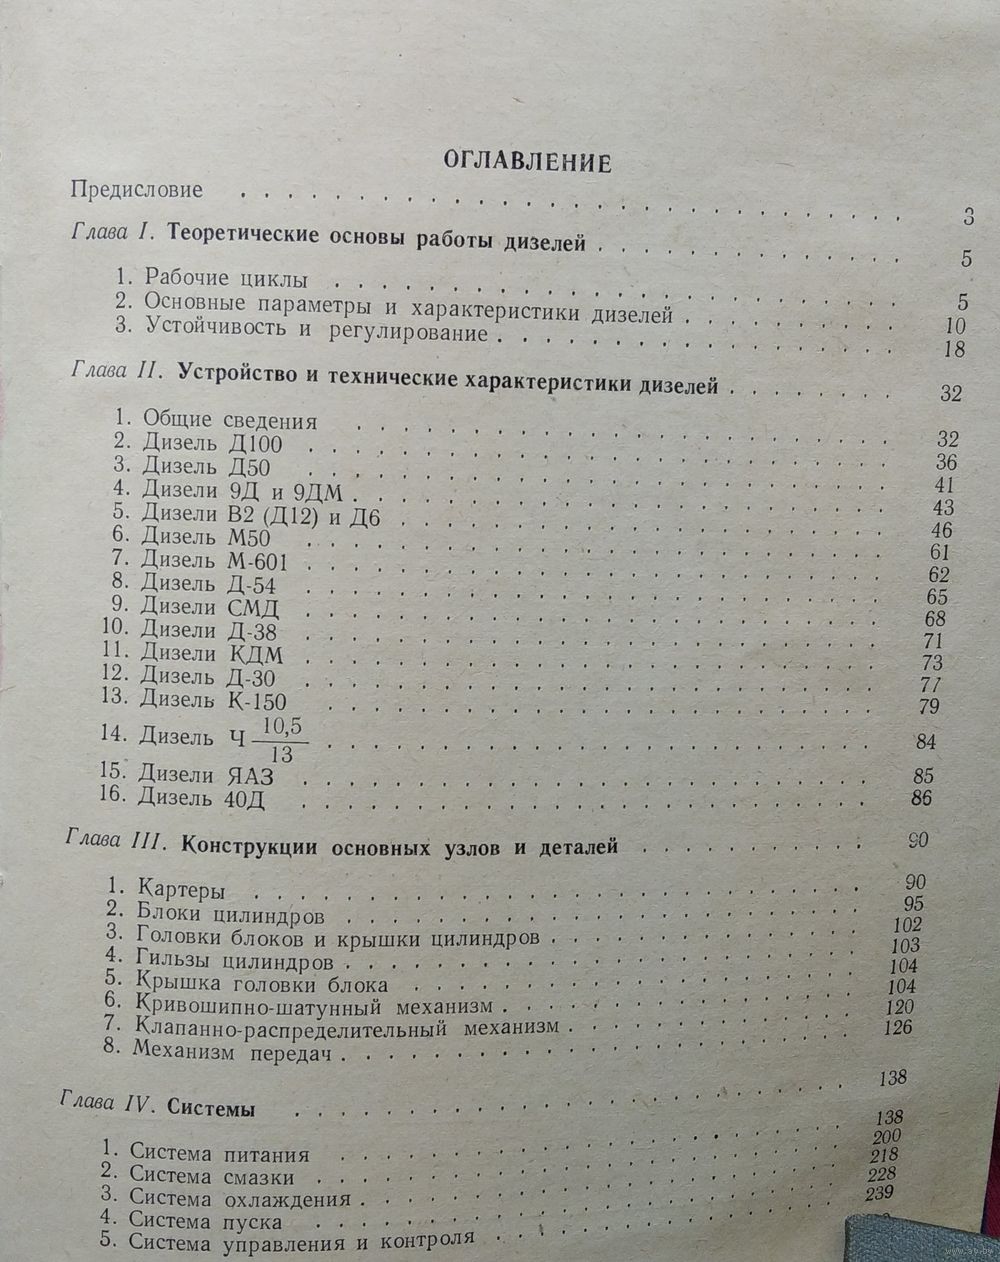 ОГЛАВЛЕНИЕ
Предисловие . . . . . . . . . . . . . . . . . . . . 3
Глава I. Теоретические основы работы дизелей . . . . . . . . . 5
1. Рабочие циклы . . . . . . . . . . . . . . . . 5
2. Основные параметры и характеристики дизелей . . . . . . . 10
3. Устойчивость и регулирование . . . . . . . . . . . . 18
Глава II. Устройство и технические характеристики дизелей . . . . . . 32
1. Общие сведения . . . . . . . . . . . . . . . 32
2. Дизель Д100 . . . . . . . . . . . . . . . . 36
3. Дизель Д50 . . . . . . . . . . . . . . . . 41
4. Дизели 9Д и 9ДМ . . . . . . . . . . . . . . . 43
5. Дизели В2 (Д12) и Д6 . . . . . . . . . . . . . . 46
6. Дизель М50 . . . . . . . . . . . . . . . . 61
7. Дизель М-601 . . . . . . . . . . . . . . . . 62
8. Дизель Д-54 . . . . . . . . . . . . . . . . 65
9. Дизели СМД . . . . . . . . . . . . . . . . 68
10. Дизели Д-38 . . . . . . . . . . . . . . . . 71
11. Дизели КДМ . . . . . . . . . . . . . . . . 73
12. Дизель Д-30 . . . . . . . . . . . . . . . . 77
13. Дизель К-150 . . . . . . . . . . . . . . . . 79
14. Дизель Ч 10,5/13 . . . . . . . . . . . . . . . . 84
15. Дизели ЯАЗ . . . . . . . . . . . . . . . . 85
16. Дизель 40Д . . . . . . . . . . . . . . . . 86
Глава III. Конструкции основных узлов и деталей . . . . . . . . 90
1. Картеры . . . . . . . . . . . . . . . . . 90
2. Блоки цилиндров . . . . . . . . . . . . . . . 95
3. Головки блоков и крышки цилиндров . . . . . . . . . . 102
4. Гильзы цилиндров . . . . . . . . . . . . . . . 103
5. Крышка головки блока . . . . . . . . . . . . . 104
6. Кривошипно-шатунный механизм . . . . . . . . . . . 104
7. Клапанно-распределительный механизм . . . . . . . . . 120
8. Механизм передач . . . . . . . . . . . . . . . 126
Глава IV. Системы . . . . . . . . . . . . . . . . 138
1. Система питания . . . . . . . . . . . . . . . 138
2. Система смазки . . . . . . . . . . . . . . . 200
3. Система охлаждения . . . . . . . . . . . . . . 218
4. Система пуска . . . . . . . . . . . . . . . 228
5. Система управления и контроля . . . . . . . . . . . 239
www.ay.by